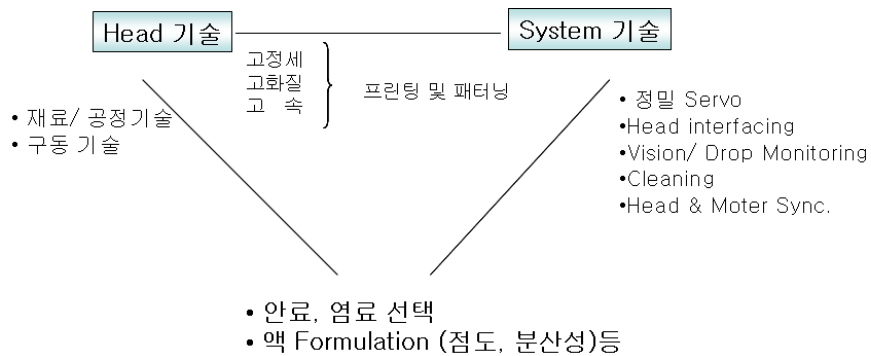 Head 기술
System 기술
고정세
고화질
고 속
프린팅 및 패터닝
• 재료/ 공정기술
• 구동 기술
• 정밀 Servo
•Head interfacing
•Vision/ Drop Monitoring
•Cleaning
•Head & Moter Sync.
• 안료, 염료 선택
• 액 Formulation (점도, 분산성)등